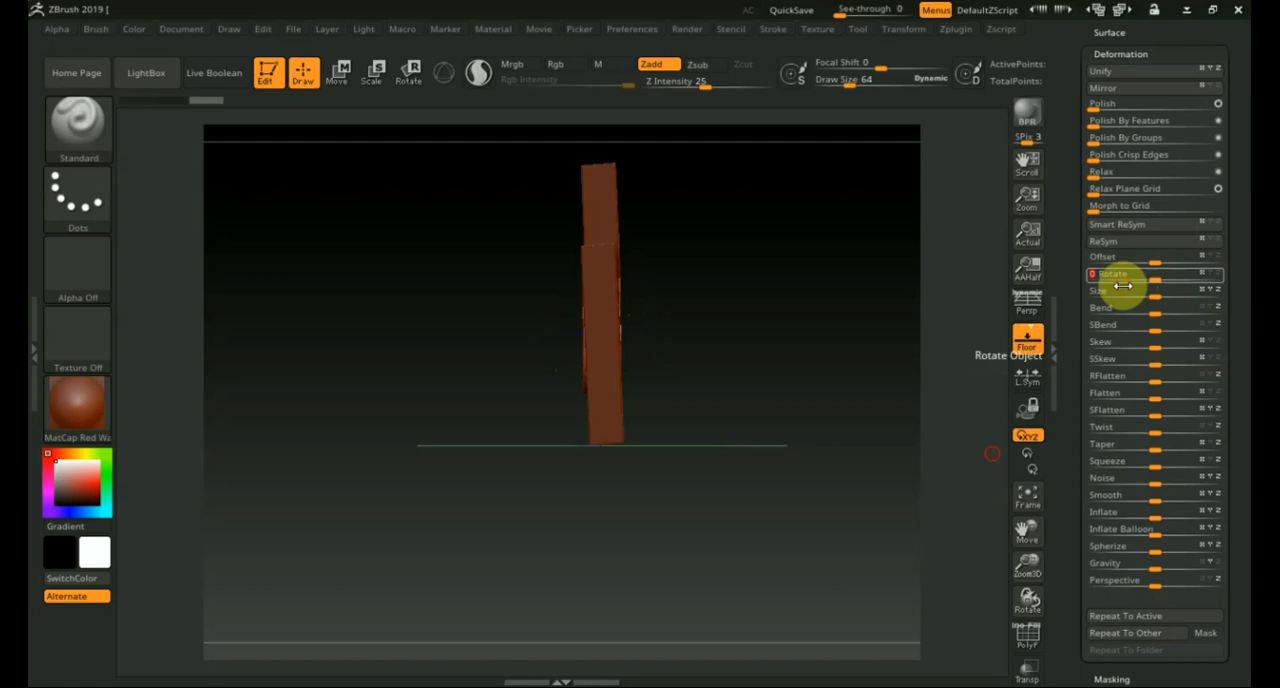 ZBrush 2019 [
AC QuickSave See-through 0 Menus DefaultZScript
Alpha Brush Color Document Draw Edit File Layer Light Macro Marker Material Movie Picker Preferences Render Stencil Stroke Texture Tool Transform Zplugin Zscript
Home Page LightBox Live Boolean Edit Draw Move Scale Rotate
Mrgb Rgb M Zadd Zsub Zcut
Rgb Intensity Z Intensity 25
Focal Shift 0
Draw Size 64 Dynamic
ActivePoints:
TotalPoints:
Standard
Dots
Alpha Off
Texture Off
MatCap Red Wa
Gradient
SwitchColor
Alternate
BPR
SPix 3
Scroll
Zoom
Actual
AAHalf
Dynamic
Persp
Floor
Rotate Object
L.Sym
XYZ
Frame
Move
Zoom3D
Rotate
PolyF
Transp
Surface
Deformation
Unify
Mirror
Polish
Polish By Features
Polish By Groups
Polish Crisp Edges
Relax
Relax Plane Grid
Morph to Grid
Smart ReSym
ReSym
Offset
0 Rotate
Size
Bend
SBend
Skew
SSkew
RFlatten
Flatten
SFlatten
Twist
Taper
Squeeze
Noise
Smooth
Inflate
Inflate Balloon
Spherize
Gravity
Perspective
Repeat To Active
Repeat To Other Mask
Repeat To Folder
Masking